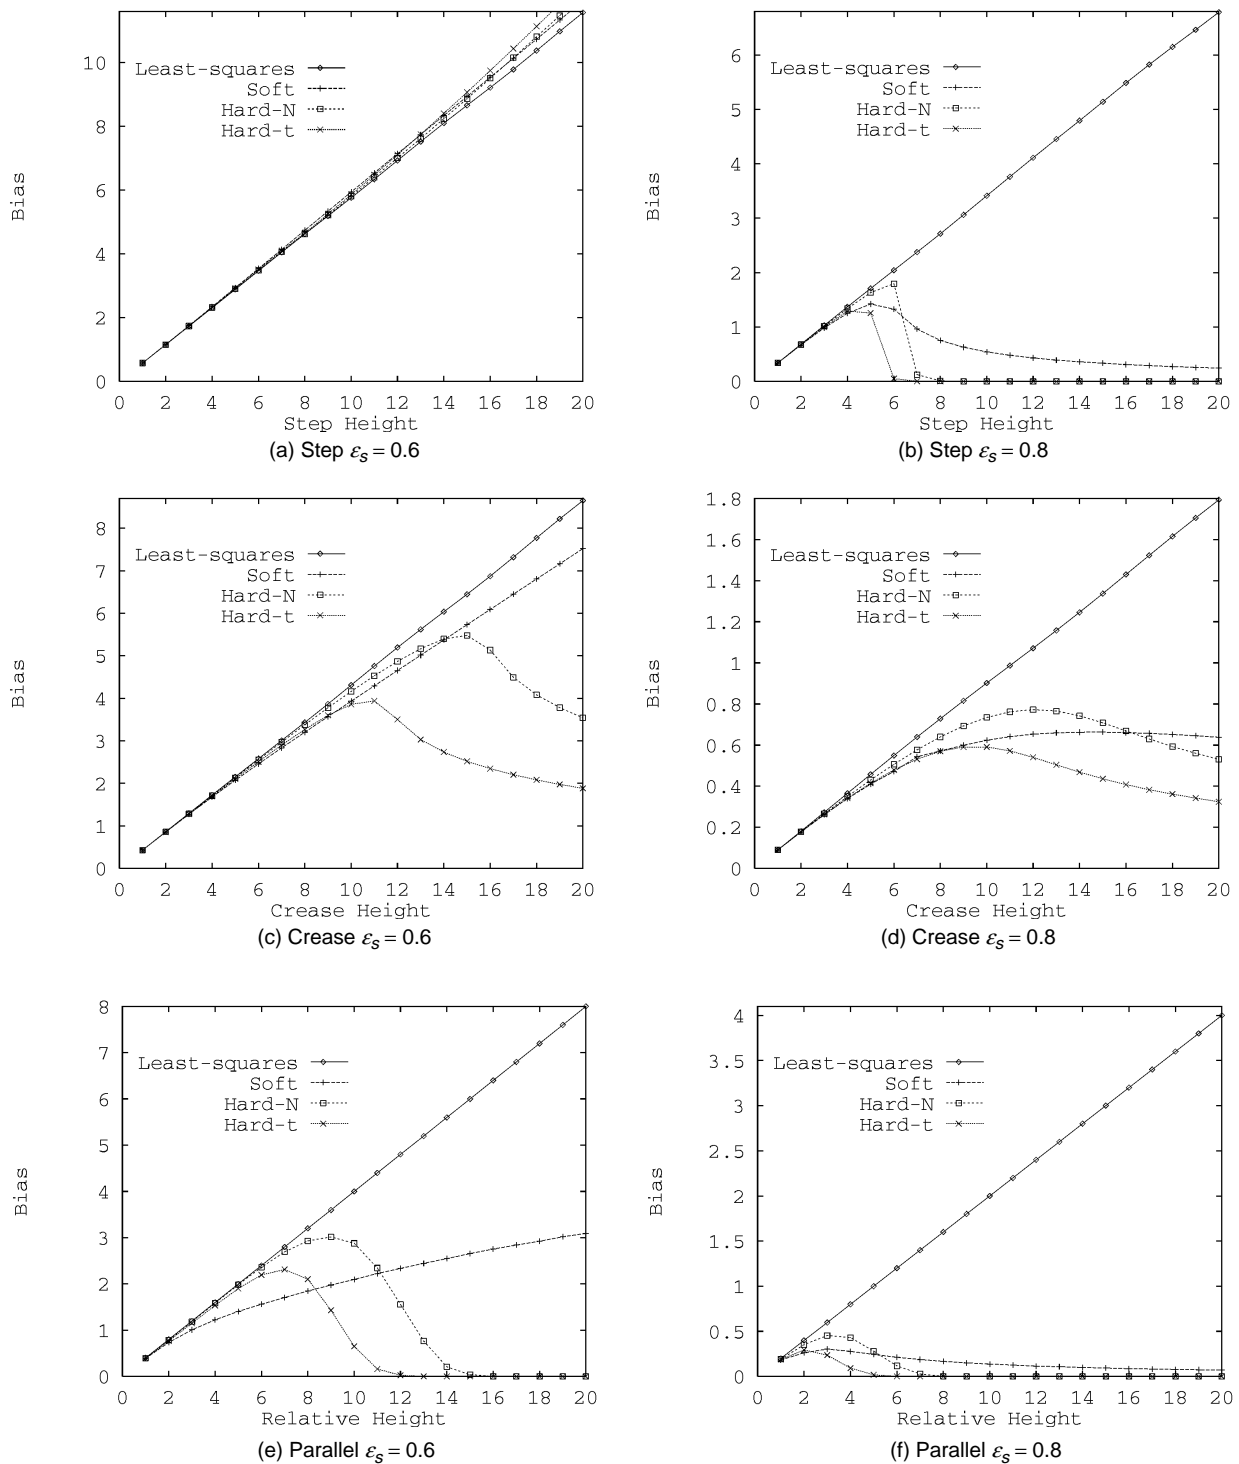 10
8
6
4
2
0
Bias
Least-squares
Soft
Hard-N
Hard-t
0 2 4 6 8 10 12 14 16 18 20
Step Height
(a) Step εs = 0.6
6
5
4
3
2
1
0
Bias
Least-squares
Soft
Hard-N
Hard-t
0 2 4 6 8 10 12 14 16 18 20
Step Height
(b) Step εs = 0.8
8
7
6
5
4
3
2
1
0
Bias
Least-squares
Soft
Hard-N
Hard-t
0 2 4 6 8 10 12 14 16 18 20
Crease Height
(c) Crease εs = 0.6
1.8
1.6
1.4
1.2
1
0.8
0.6
0.4
0.2
0
Bias
Least-squares
Soft
Hard-N
Hard-t
0 2 4 6 8 10 12 14 16 18 20
Crease Height
(d) Crease εs = 0.8
8
7
6
5
4
3
2
1
0
Bias
Least-squares
Soft
Hard-N
Hard-t
0 2 4 6 8 10 12 14 16 18 20
Relative Height
(e) Parallel εs = 0.6
4
3.5
3
2.5
2
1.5
1
0.5
0
Bias
Least-squares
Soft
Hard-N
Hard-t
0 2 4 6 8 10 12 14 16 18 20
Relative Height
(f) Parallel εs = 0.8